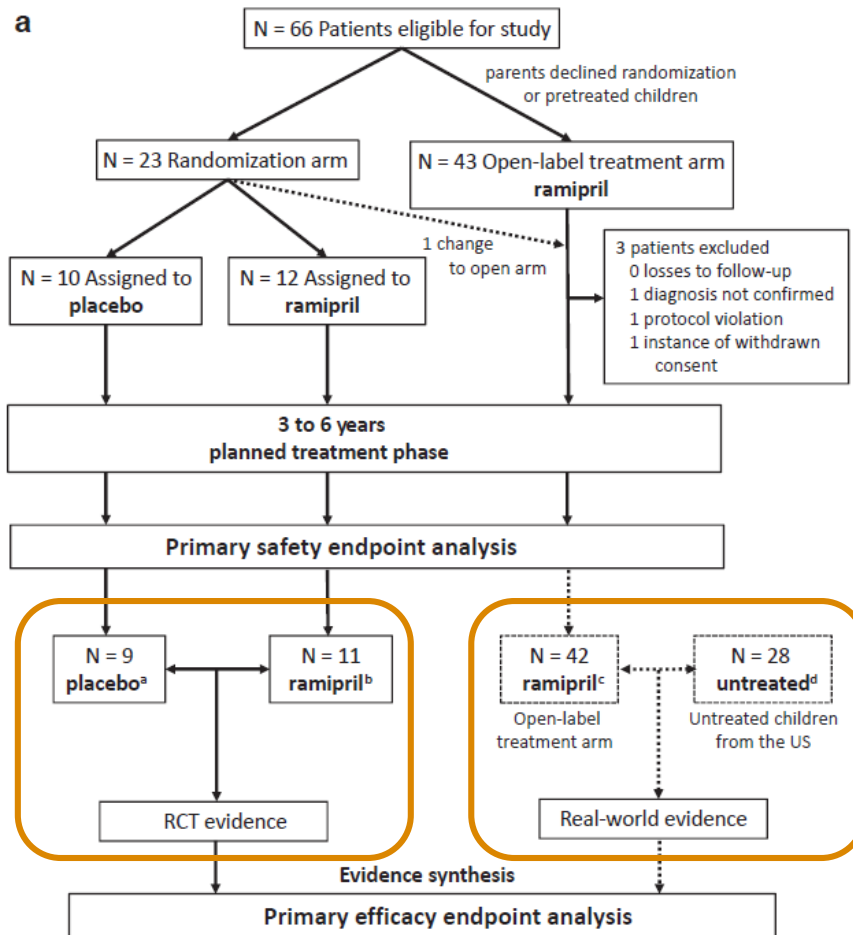 a
N = 66 Patients eligible for study
parents declined randomization
or pretreated children
N = 23 Randomization arm
N = 43 Open-label treatment arm
ramipril
1 change
to open arm
3 patients excluded
0 losses to follow-up
1 diagnosis not confirmed
1 protocol violation
1 instance of withdrawn
consent
N = 10 Assigned to
placebo
N = 12 Assigned to
ramipril
3 to 6 years
planned treatment phase
Primary safety endpoint analysis
N = 9
placeboᵃ
N = 11
ramiprilᵇ
N = 42
ramiprilᶜ
Open-label
treatment arm
N = 28
untreatedᵈ
Untreated children
from the US
RCT evidence
Real-world evidence
Evidence synthesis
Primary efficacy endpoint analysis